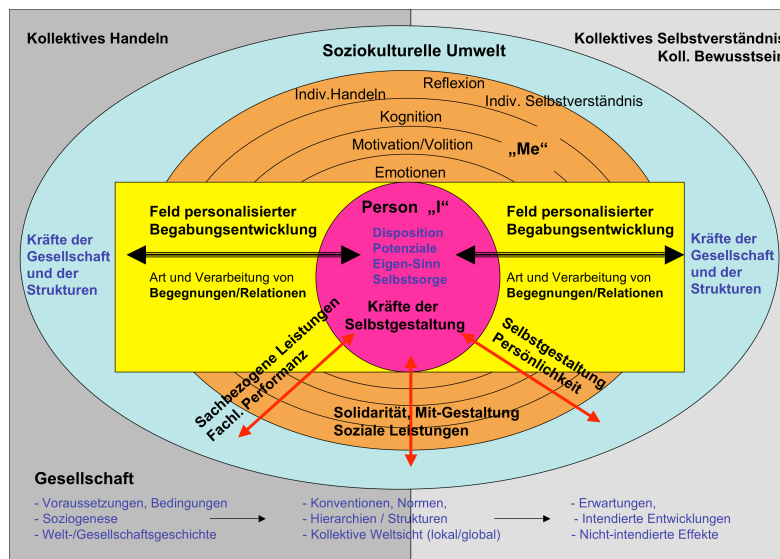 Kollektives Handeln
Kollektives Selbstverständnis
Koll. Bewusstsein
Soziokulturelle Umwelt
Reflexion
Indiv.Handeln
Indiv. Selbstverständnis
Kognition
Motivation/Volition
„Me“
Emotionen
Feld personalisierter
Begabungsentwicklung
Person „I“
Feld personalisierter
Begabungsentwicklung
Kräfte der
Gesellschaft
und der
Strukturen
Disposition
Potenziale
Eigen-Sinn
Selbstsorge
Kräfte der
Gesellschaft
und der
Strukturen
Art und Verarbeitung von
Begegnungen/Relationen
Art und Verarbeitung von
Begegnungen/Relationen
Kräfte der
Selbstgestaltung
Sachbezogene Leistungen
Fachl. Performanz
Selbstgestaltung
Persönlichkeit
Solidarität, Mit-Gestaltung
Soziale Leistungen
Gesellschaft
- Voraussetzungen, Bedingungen
- Soziogenese
- Welt-/Gesellschaftsgeschichte
- Konventionen, Normen,
- Hierarchien / Strukturen
- Kollektive Weltsicht (lokal/global)
- Erwartungen,
- Intendierte Entwicklungen
- Nicht-intendierte Effekte